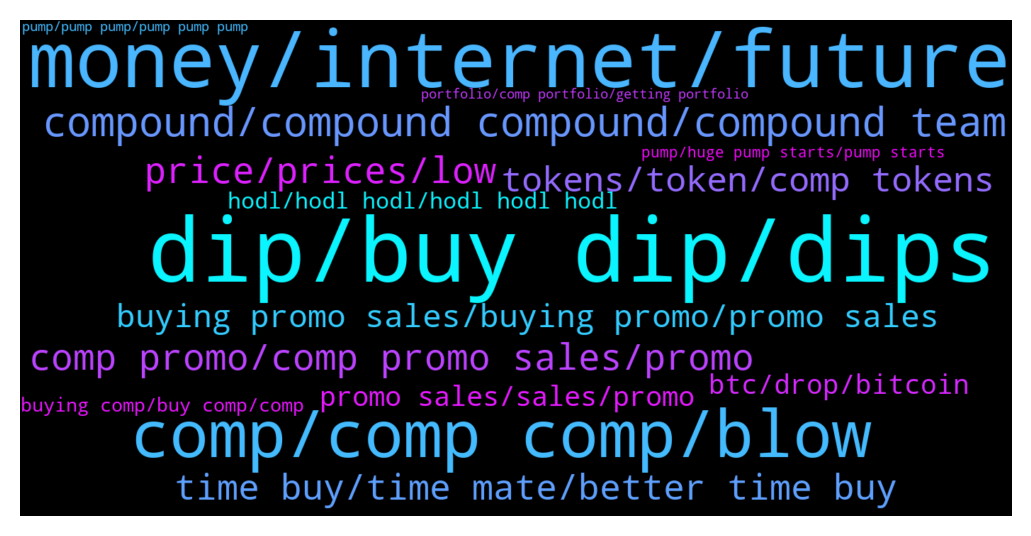 pump/pump pump/pump pump pump
money/internet/future
portfolio/comp portfolio/getting portfolio
compound/compound compound/compound team
pump/huge pump starts/pump starts
price/prices/low
tokens/token/comp tokens
hodl/hodl hodl/hodl hodl hodl
dip/buy dip/dips
buying promo sales/buying promo/promo sales
comp promo/comp promo sales/promo
btc/drop/bitcoin
promo sales/sales/promo
buying comp/buy comp/comp
comp/comp comp/blow
time buy/time mate/better time buy